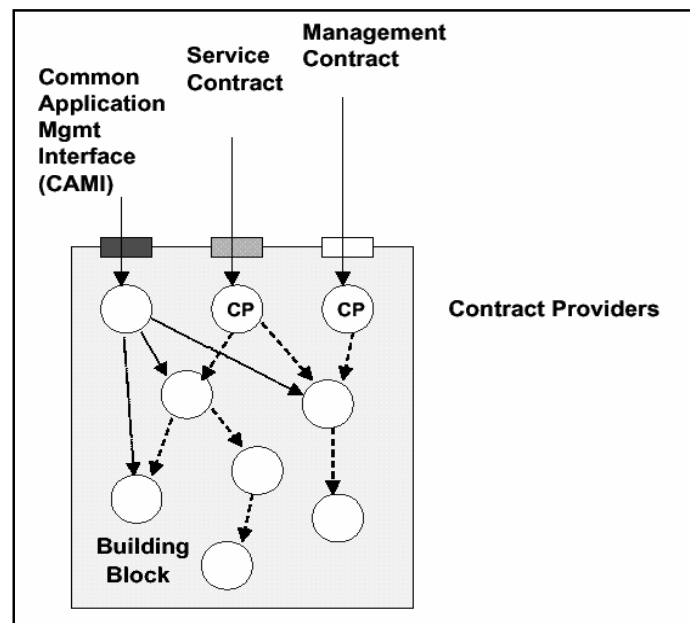 Common
Application
Mgmt
Interface
(CAMI)
Service
Contract
Management
Contract
CP
CP
Contract Providers
Building
Block